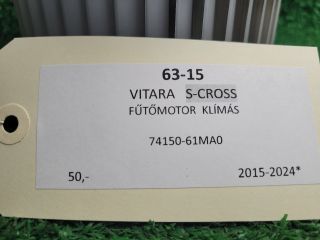 63-15
VITARA S-CROSS
FŰTŐMOTOR KLÍMÁS
74150-61MA0
50,- 2015-2024*